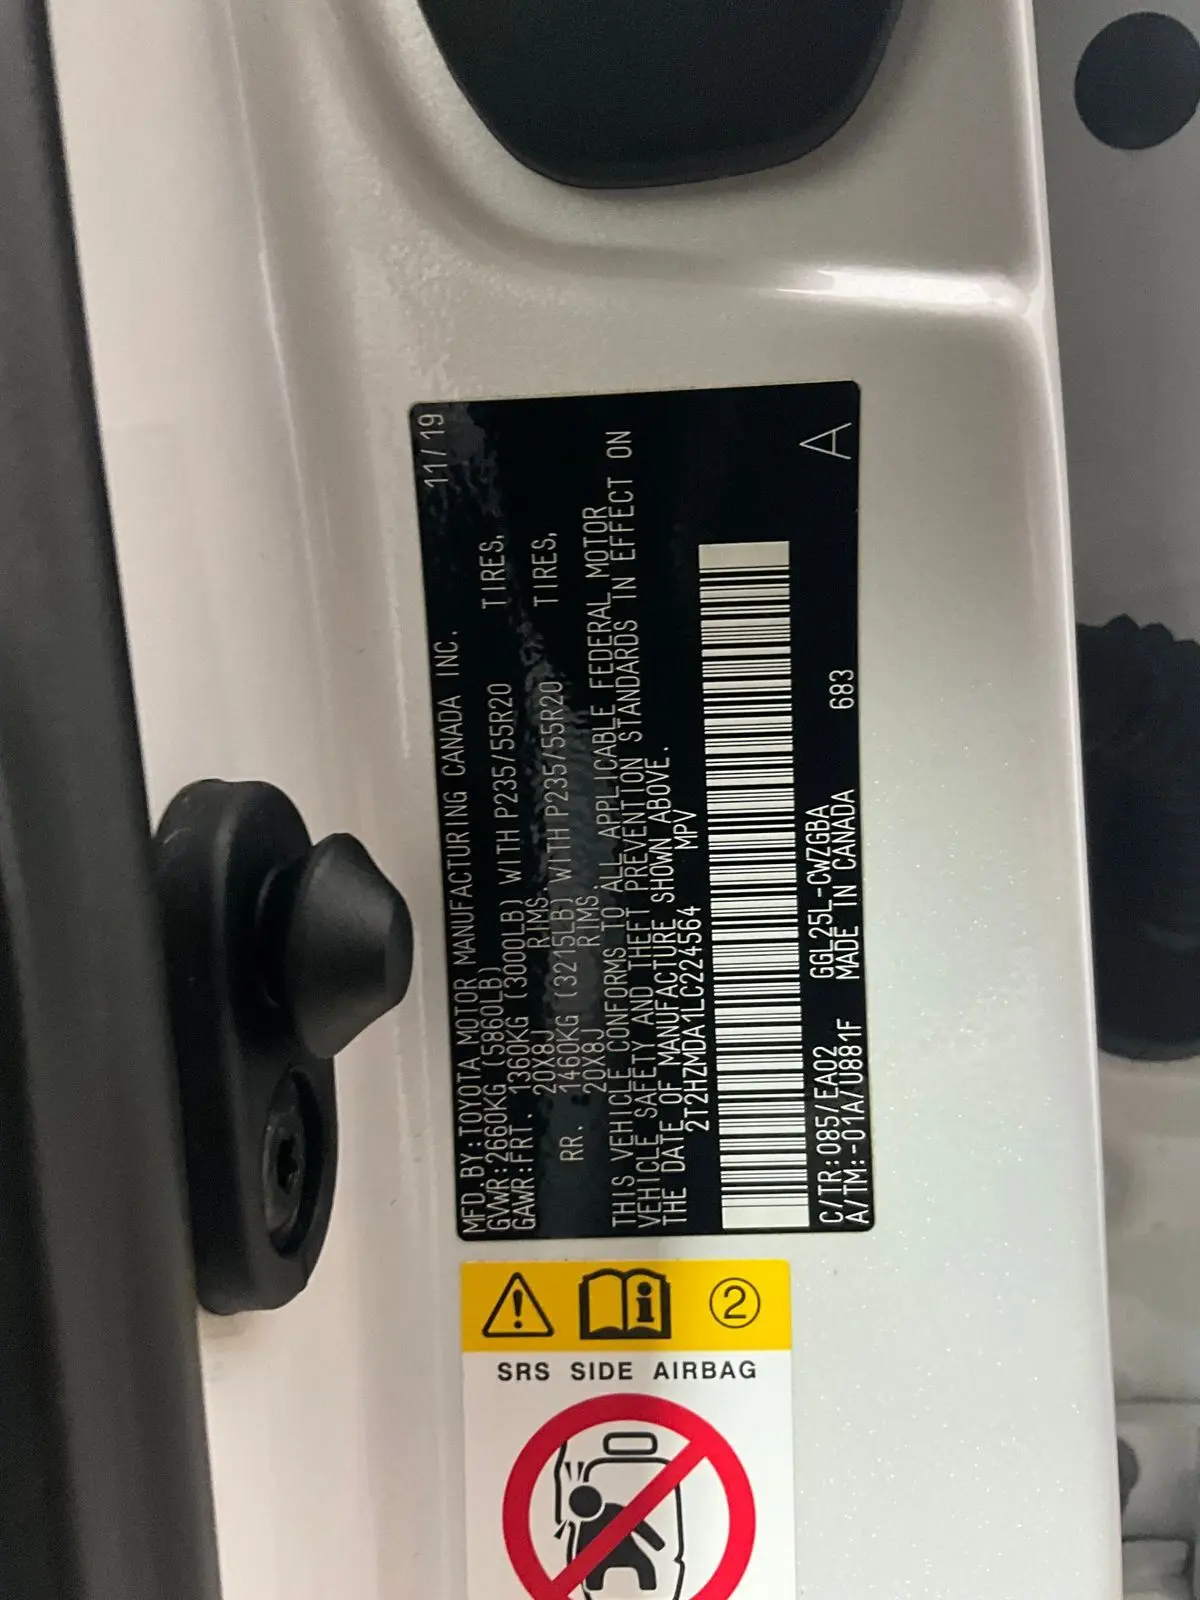 11/19
MFD.BY:TOYOTA MOTOR MANUFACTURING CANADA INC.
GVWR:2660KG (5860LB)
GAWR:FRT. 1360KG (3000LB) WITH P235/55R20 TIRES,
20X8J RIMS.
RR. 1460KG (3215LB) WITH P235/55R20 TIRES,
20X8J RIMS.
THIS VEHICLE CONFORMS TO ALL APPLICABLE FEDERAL MOTOR
VEHICLE SAFETY AND THEFT PREVENTION STANDARDS IN EFFECT ON
THE DATE OF MANUFACTURE SHOWN ABOVE.
2T2HZMDA1LC224564 MPV
C/TR:085/EA02 GGL25L-CWZGBA
A/TM:-01A/U881F MADE IN CANADA 683
A
2
SRS SIDE AIRBAG